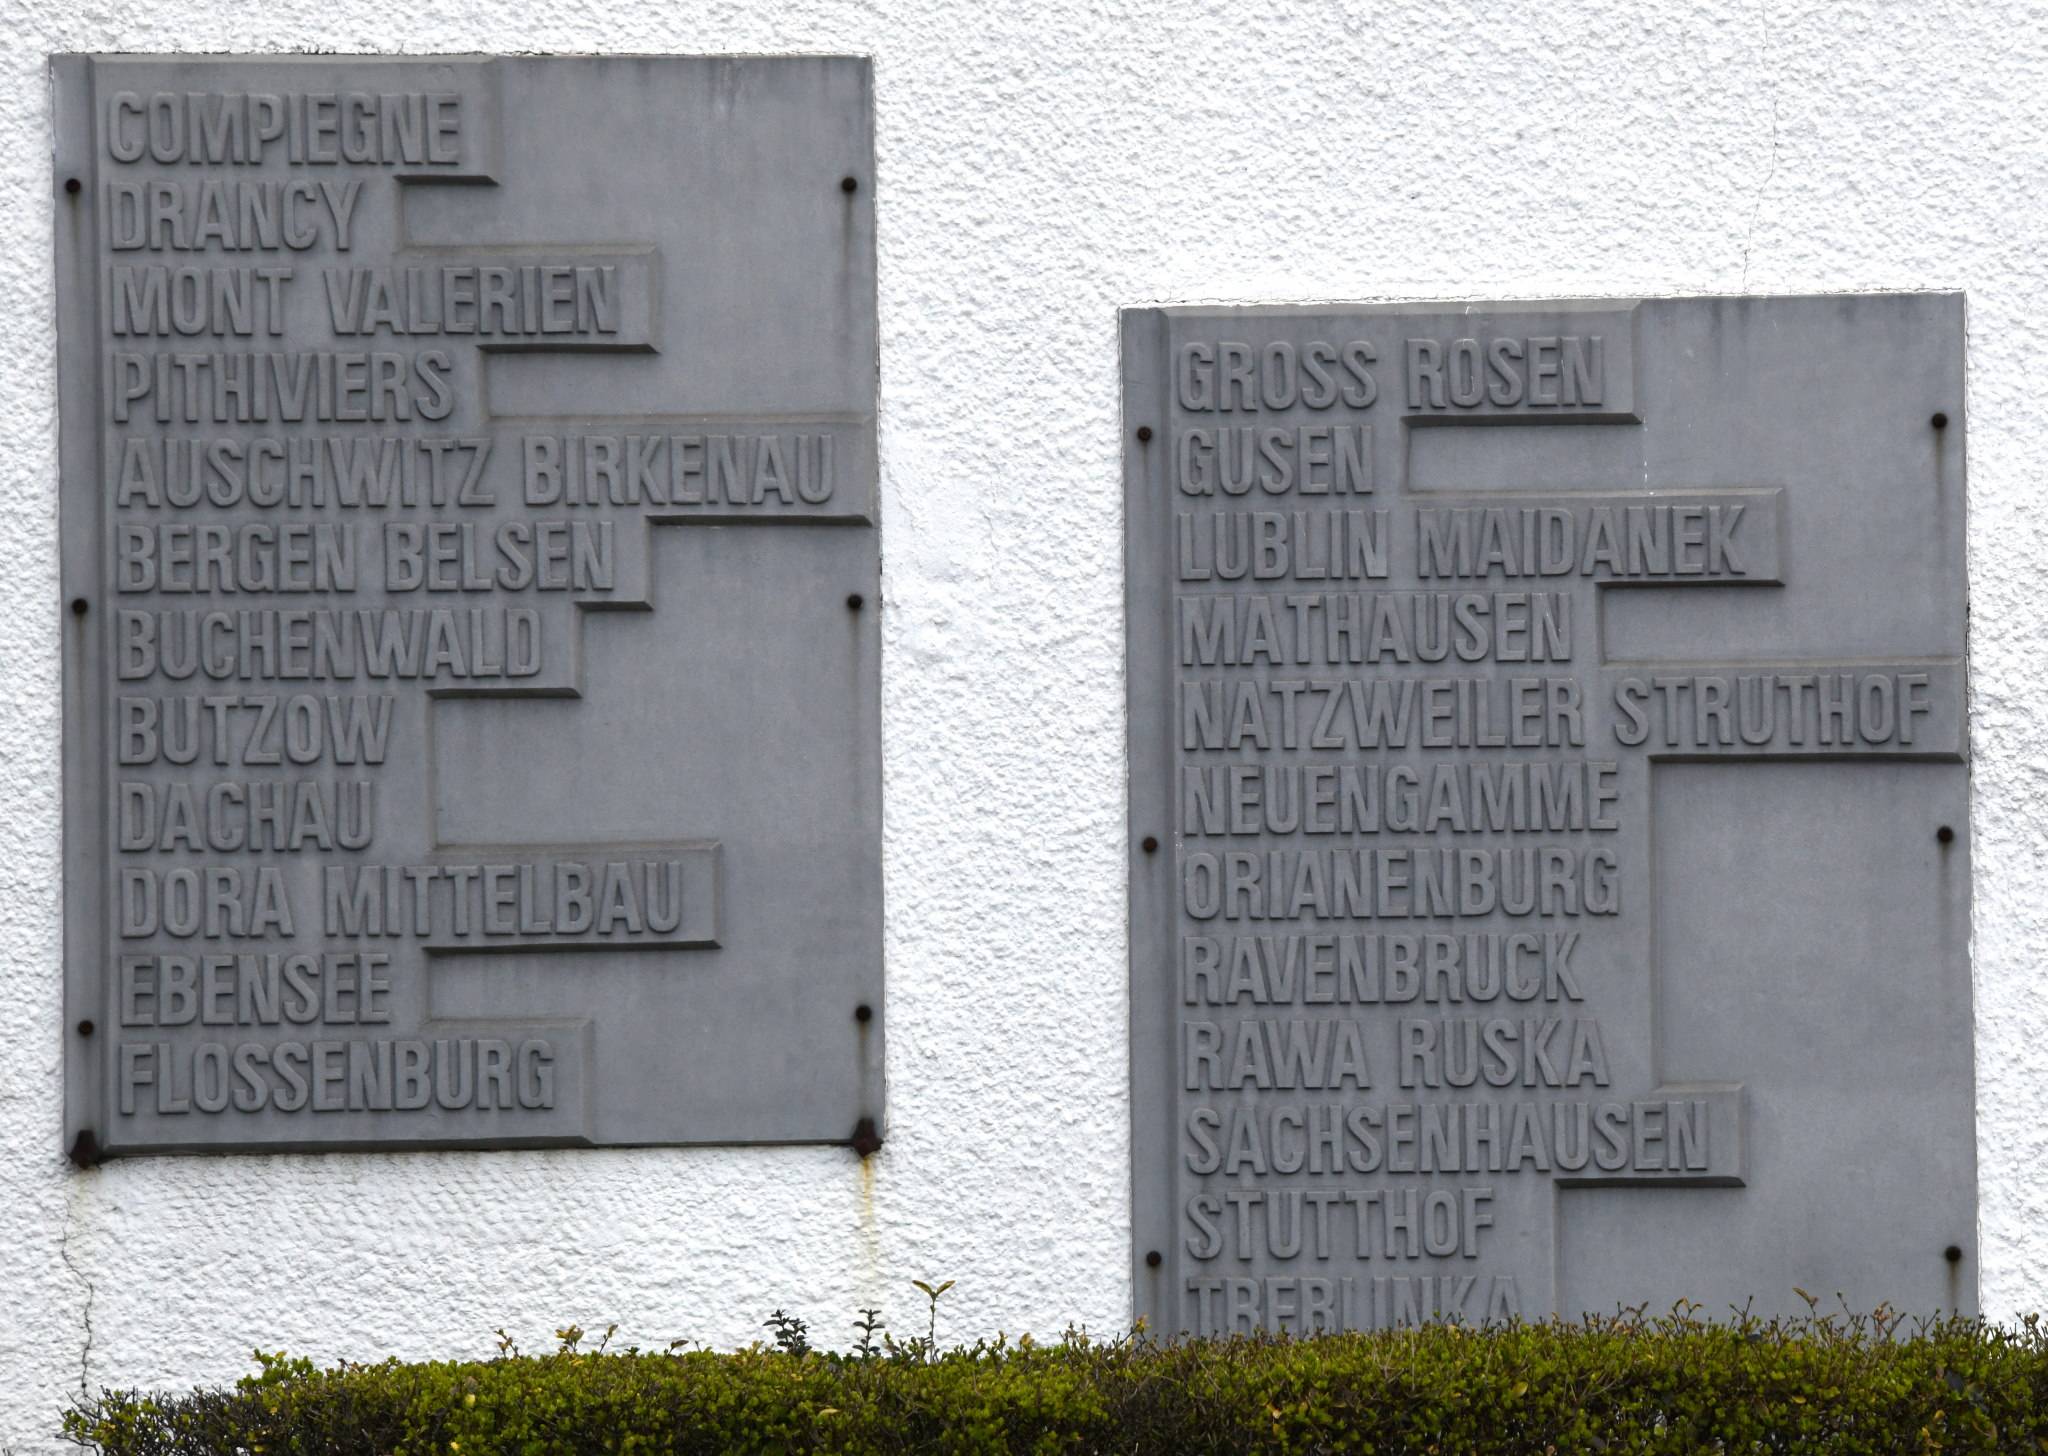 COMPIEGNE
DRANCY
MONT VALERIEN
PITHIVIERS
AUSCHWITZ BIRKENAU
BERGEN BELSEN
BUCHENWALD
BUTZOW
DACHAU
DORA MITTELBAU
EBENSEE
FLOSSENBURG
GROSS ROSEN
GUSEN
LUBLIN MAIDANEK
MATHAUSEN
NATZWEILER STRUTHOF
NEUENGAMME
ORIANENBURG
RAVENBRUCK
RAWA RUSKA
SACHSENHAUSEN
STUTTHOF
TREBLINKA